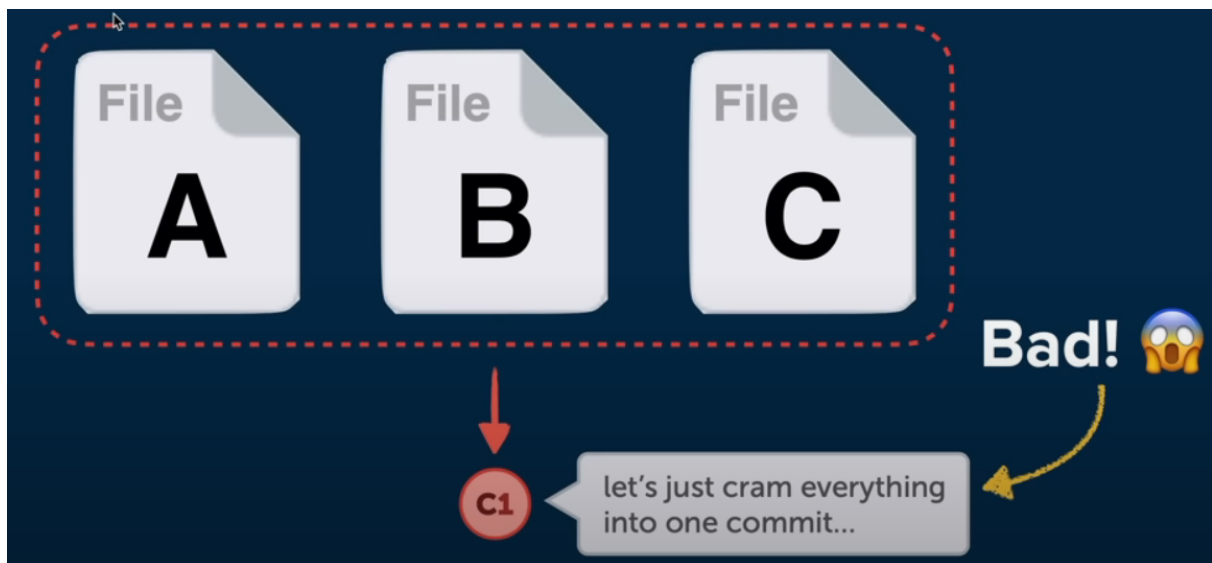 File File File
A B C
Bad! 😱
C1
let's just cram everything
into one commit...